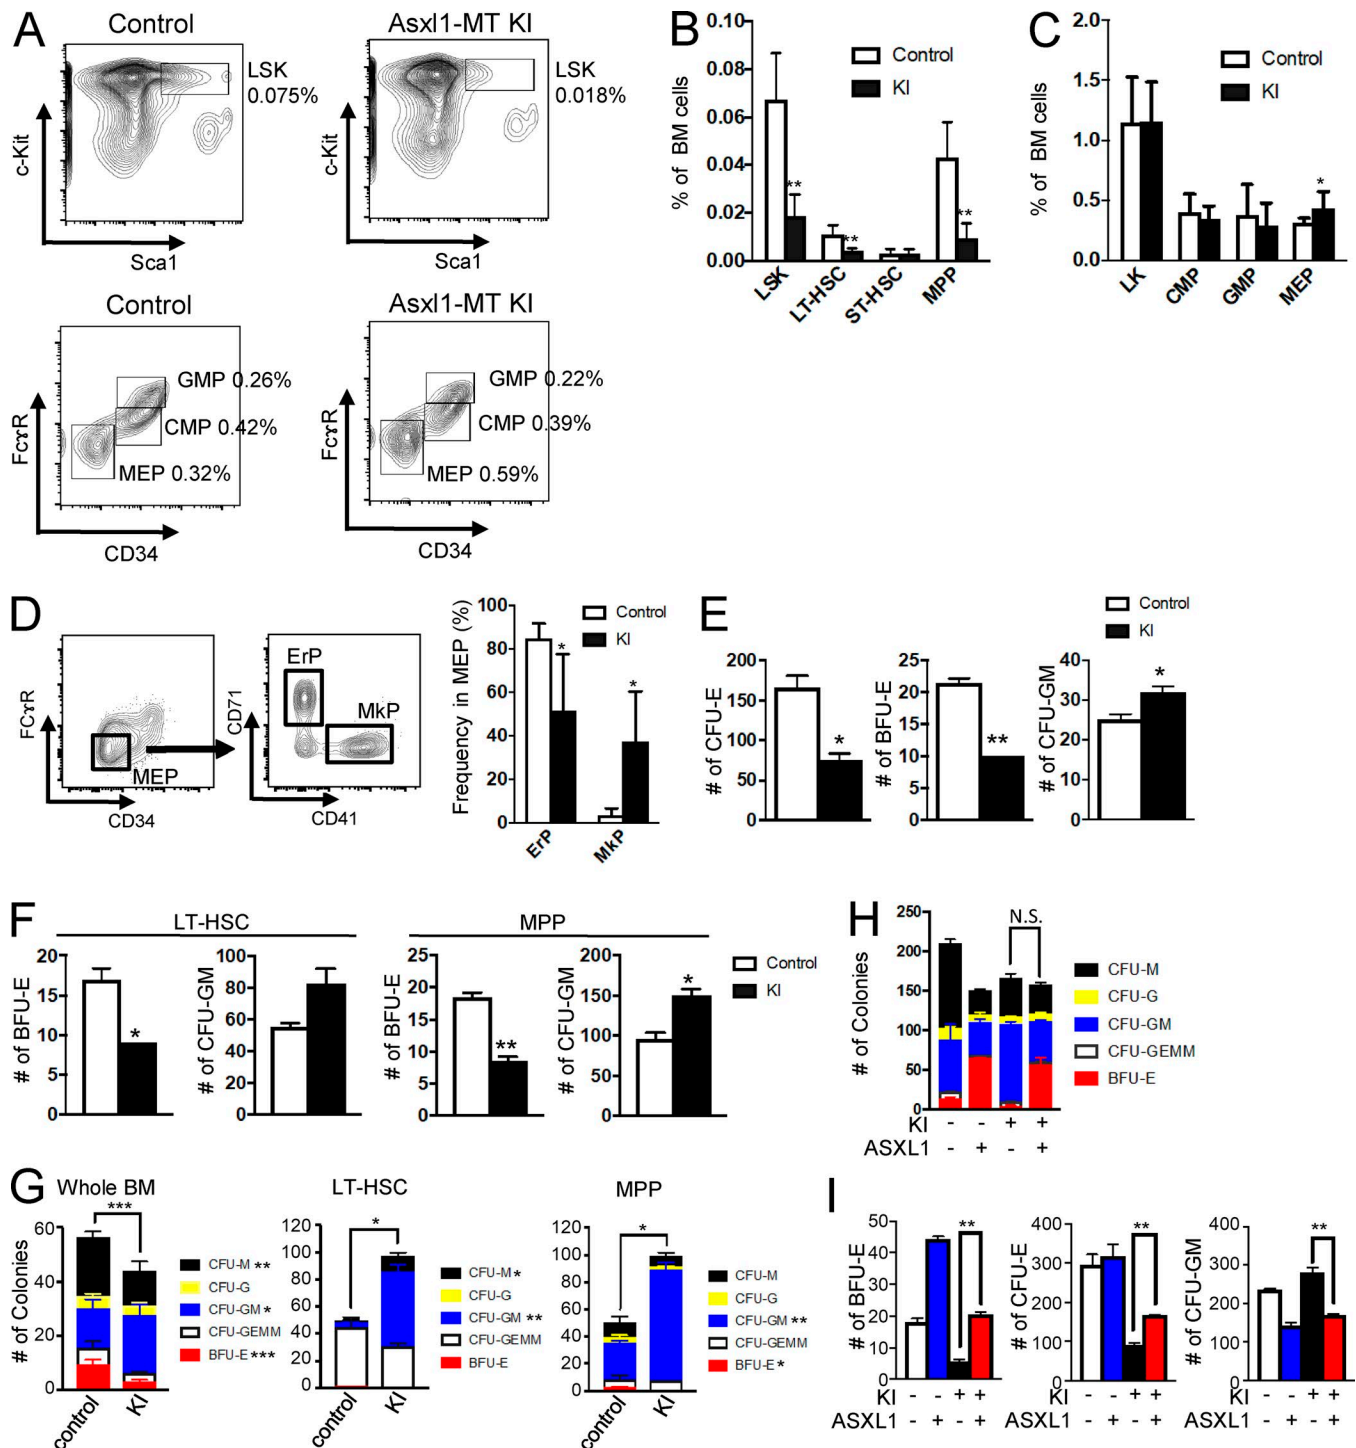 A
Control
Asxl1-MT KI
LSK
0.075%
LSK
0.018%
c-Kit
c-Kit
Sca1
Sca1
Control
Asxl1-MT KI
GMP 0.26%
CMP 0.42%
MEP 0.32%
GMP 0.22%
CMP 0.39%
MEP 0.59%
FcɤR
FcɤR
CD34
CD34
B
% of BM cells
0.10
0.08
0.06
0.04
0.02
0.00
Control
KI
**
**
**
LSK
LT-HSC
ST-HSC
MPP
C
% of BM cells
2.0
1.5
1.0
0.5
0.0
Control
KI
*
LK
CMP
GMP
MEP
D
FCɤR
MEP
CD34
CD71
ErP
MkP
CD41
Frequency in MEP (%)
100
80
60
40
20
0
Control
KI
*
*
ErP
MkP
E
Control
KI
# of CFU-E
200
150
100
50
0
*
# of BFU-E
25
20
15
10
5
0
**
# of CFU-GM
40
30
20
10
0
*
F
LT-HSC
MPP
# of BFU-E
20
15
10
5
0
*
# of CFU-GM
100
80
60
40
20
0
# of BFU-E
25
20
15
10
5
0
**
# of CFU-GM
200
150
100
50
0
*
Control
KI
G
Whole BM
# of Colonies
60
40
20
0
***
control
KI
CFU-M **
CFU-G
CFU-GM *
CFU-GEMM
BFU-E ***
LT-HSC
120
100
80
60
40
20
0
*
control
KI
CFU-M *
CFU-G
CFU-GM **
CFU-GEMM
BFU-E
MPP
120
100
80
60
40
20
0
*
control
KI
CFU-M
CFU-G
CFU-GM **
CFU-GEMM
BFU-E *
H
# of Colonies
250
200
150
100
50
0
N.S.
CFU-M
CFU-G
CFU-GM
CFU-GEMM
BFU-E
KI - - + +
ASXL1 - + - +
I
# of BFU-E
50
40
30
20
10
0
**
KI - - + +
ASXL1 - + - +
# of CFU-E
400
300
200
100
0
**
KI - - + +
ASXL1 - + - +
# of CFU-GM
400
300
200
100
0
**
KI - - + +
ASXL1 - + - +